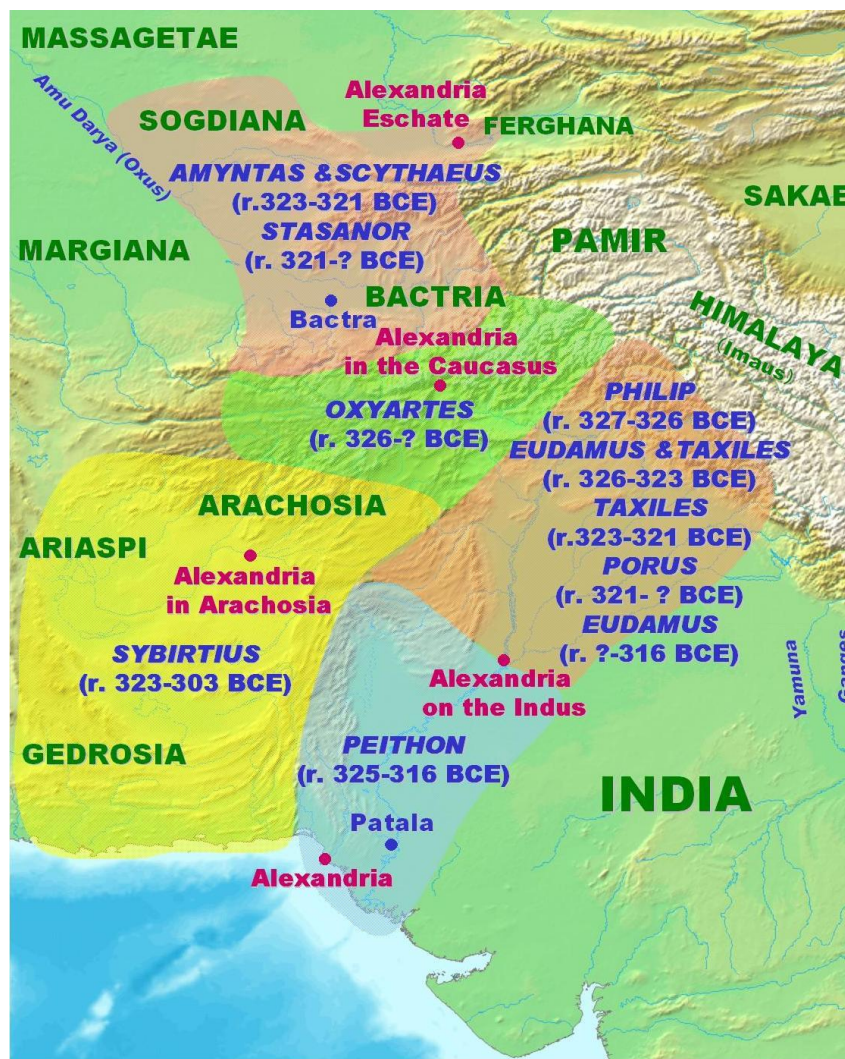 MASSAGETAE
Amu Darya (Oxus)
SOGDIANA
Alexandria
Eschate
FERGHANA
AMYNTAS &SCYTHAEUS
(r.323-321 BCE)
STASANOR
(r. 321-? BCE)
SAKAE
MARGIANA
PAMIR
BACTRIA
Bactra
HIMALAYA
(Imaus)
Alexandria
in the Caucasus
OXYARTES
(r. 326-? BCE)
PHILIP
(r. 327-326 BCE)
EUDAMUS &TAXILES
(r. 326-323 BCE)
TAXILES
(r.323-321 BCE)
PORUS
(r. 321- ? BCE)
EUDAMUS
(r. ?-316 BCE)
ARACHOSIA
ARIASPI
Alexandria
in Arachosia
SYBIRTIUS
(r. 323-303 BCE)
Alexandria
on the Indus
Yamuna
Ganges
GEDROSIA
PEITHON
(r. 325-316 BCE)
INDIA
Patala
Alexandria